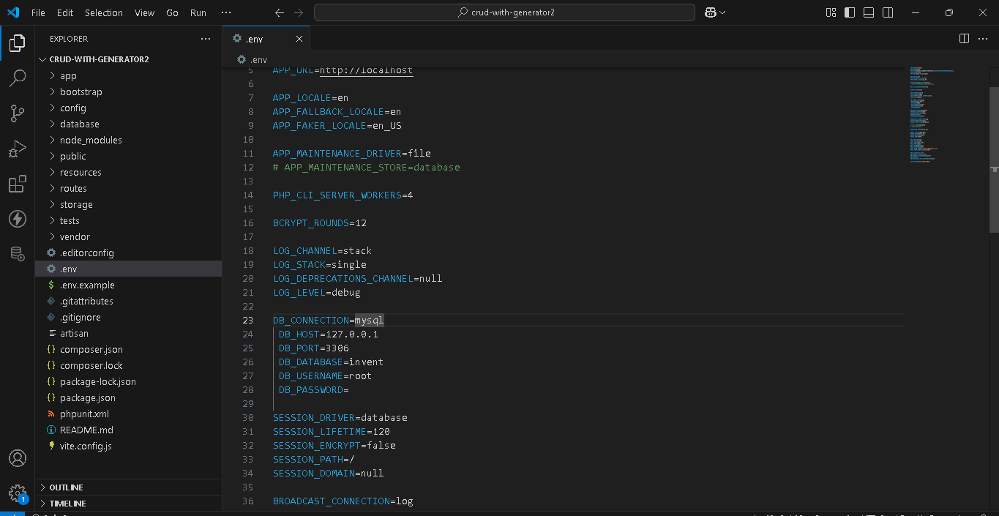 File Edit Selection View Go Run ···
crud-with-generator2
EXPLORER
CRUD-WITH-GENERATOR2
app
bootstrap
config
database
node_modules
public
resources
routes
storage
tests
vendor
.editorconfig
.env
.env.example
.gitattributes
.gitignore
artisan
composer.json
composer.lock
package-lock.json
package.json
phpunit.xml
README.md
vite.config.js
OUTLINE
TIMELINE
1
.env
.env
5 APP_URL=http://localhost
6
7 APP_LOCALE=en
8 APP_FALLBACK_LOCALE=en
9 APP_FAKER_LOCALE=en_US
10
11 APP_MAINTENANCE_DRIVER=file
12 # APP_MAINTENANCE_STORE=database
13
14 PHP_CLI_SERVER_WORKERS=4
15
16 BCRYPT_ROUNDS=12
17
18 LOG_CHANNEL=stack
19 LOG_STACK=single
20 LOG_DEPRECATIONS_CHANNEL=null
21 LOG_LEVEL=debug
22
23 DB_CONNECTION=mysql
24 DB_HOST=127.0.0.1
25 DB_PORT=3306
26 DB_DATABASE=invent
27 DB_USERNAME=root
28 DB_PASSWORD=
29
30 SESSION_DRIVER=database
31 SESSION_LIFETIME=120
32 SESSION_ENCRYPT=false
33 SESSION_PATH=/
34 SESSION_DOMAIN=null
35
36 BROADCAST_CONNECTION=log